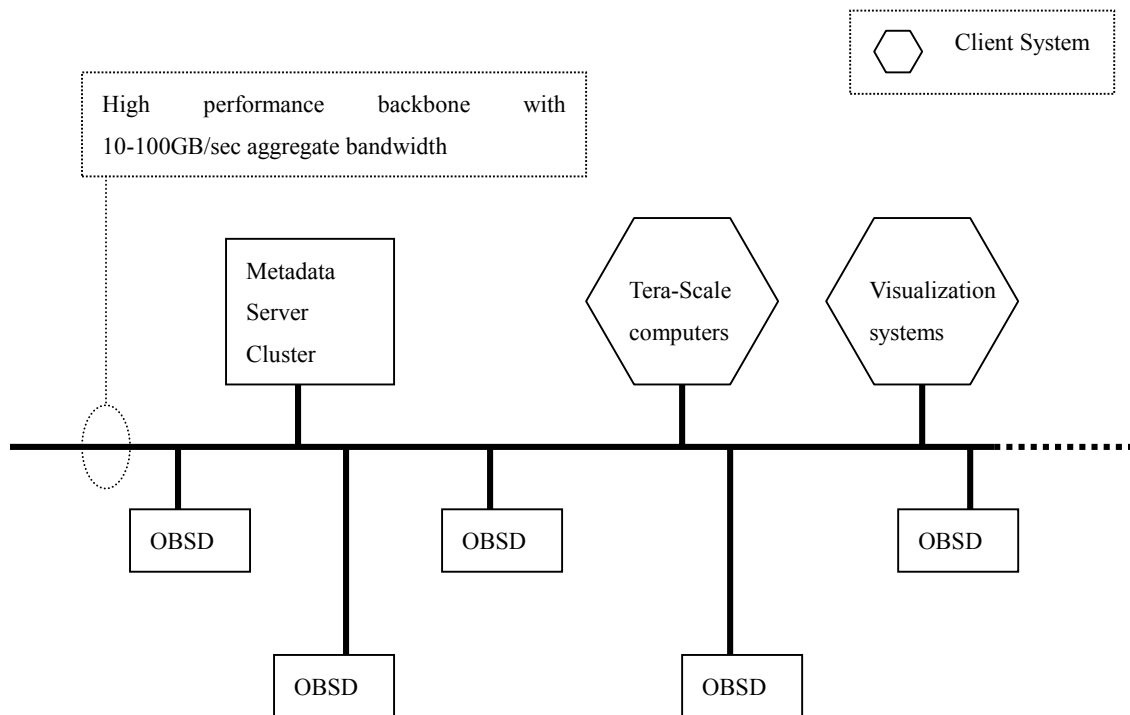 Client System
High performance backbone with
10-100GB/sec aggregate bandwidth
Metadata
Server
Cluster
Tera-Scale
computers
Visualization
systems
OBSD
OBSD
OBSD
OBSD
OBSD